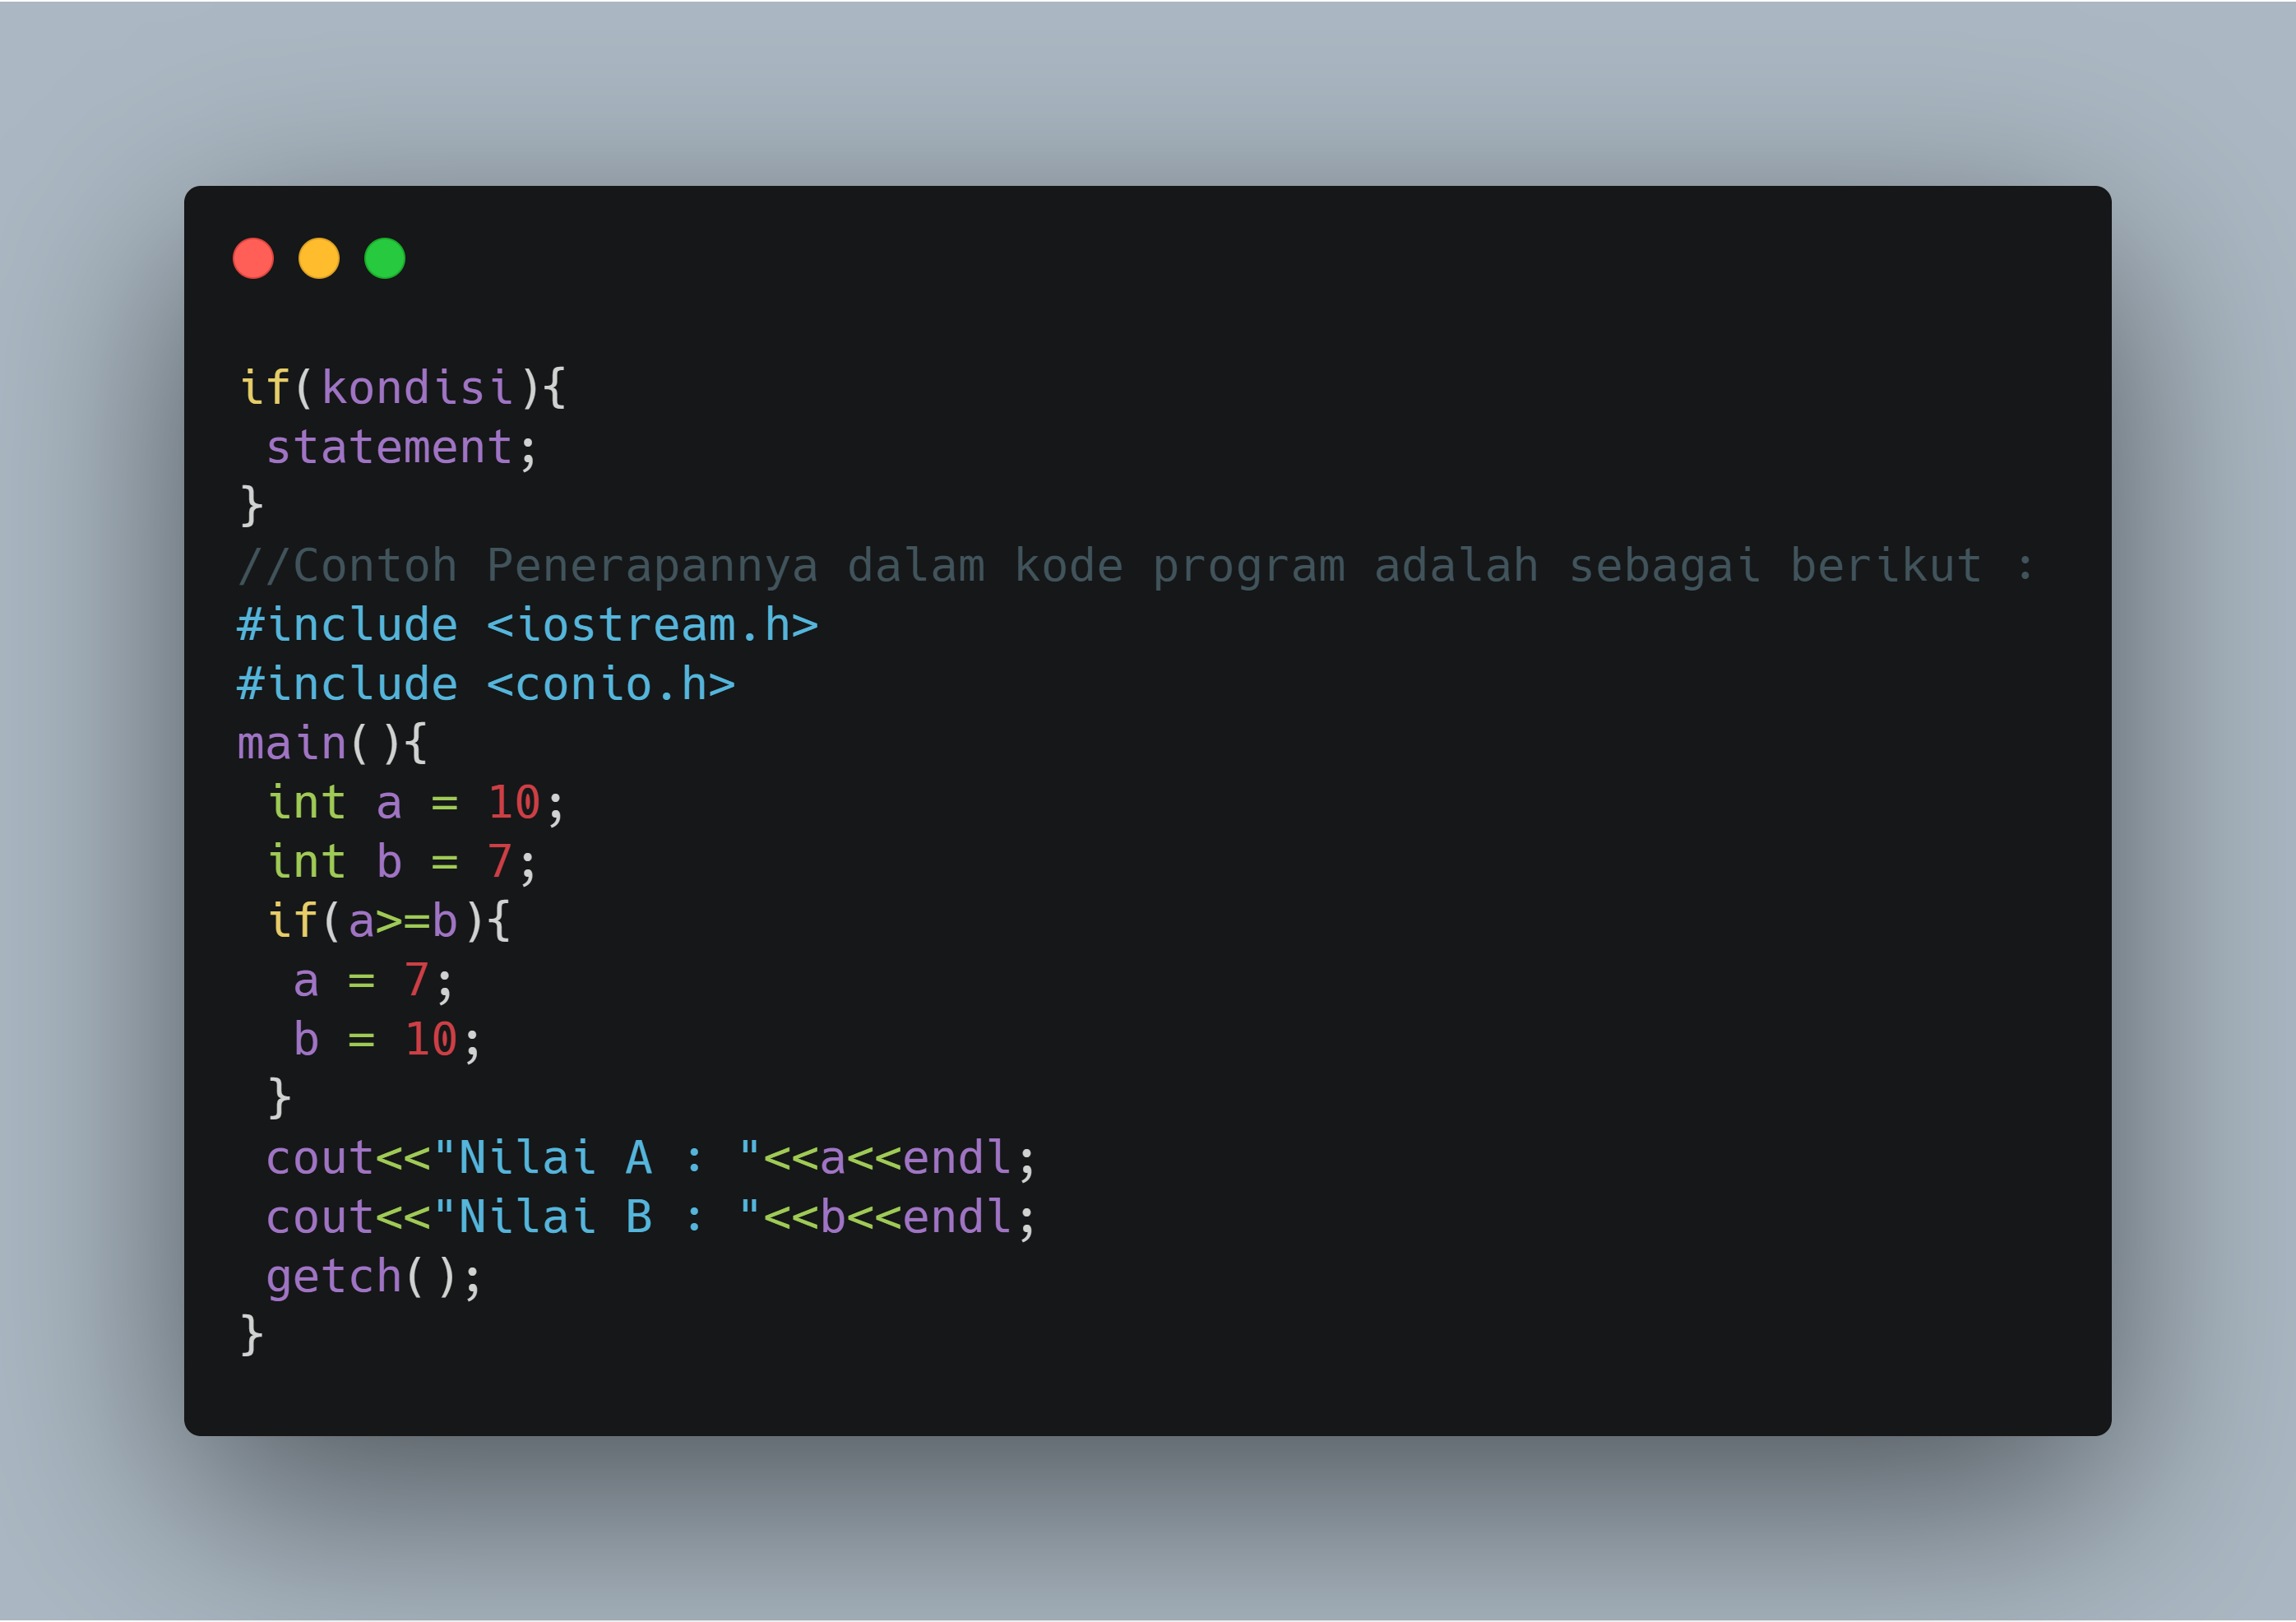 if(kondisi){
 statement;
}
//Contoh Penerapannya dalam kode program adalah sebagai berikut :
#include <iostream.h>
#include <conio.h>
main(){
 int a = 10;
 int b = 7;
 if(a>=b){
  a = 7;
  b = 10;
 }
 cout<<"Nilai A : "<<a<<endl;
 cout<<"Nilai B : "<<b<<endl;
 getch();
}